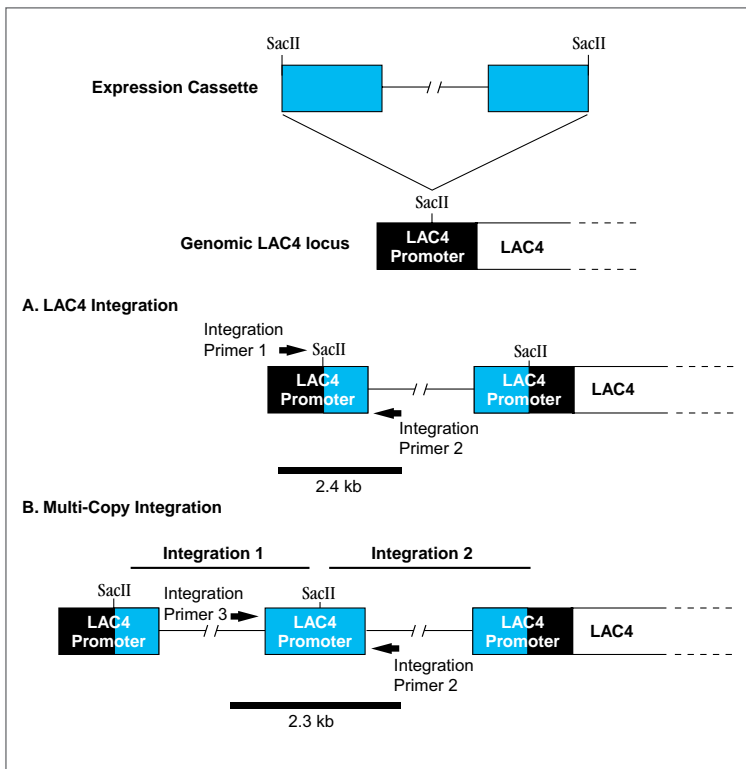 SacII SacII
Expression Cassette
SacII
Genomic LAC4 locus
LAC4
Promoter
LAC4
A. LAC4 Integration
Integration
Primer 1
SacII SacII
LAC4
Promoter
LAC4
Promoter
LAC4
Integration
Primer 2
2.4 kb
B. Multi-Copy Integration
Integration 1 Integration 2
SacII
Integration
Primer 3
SacII
LAC4
Promoter
LAC4
Promoter
LAC4
Promoter
LAC4
Integration
Primer 2
2.3 kb